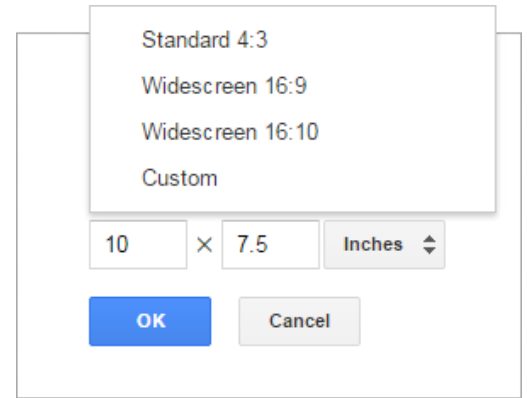 Standard 4:3
Widescreen 16:9
Widescreen 16:10
Custom
10 × 7.5 Inches
OK Cancel